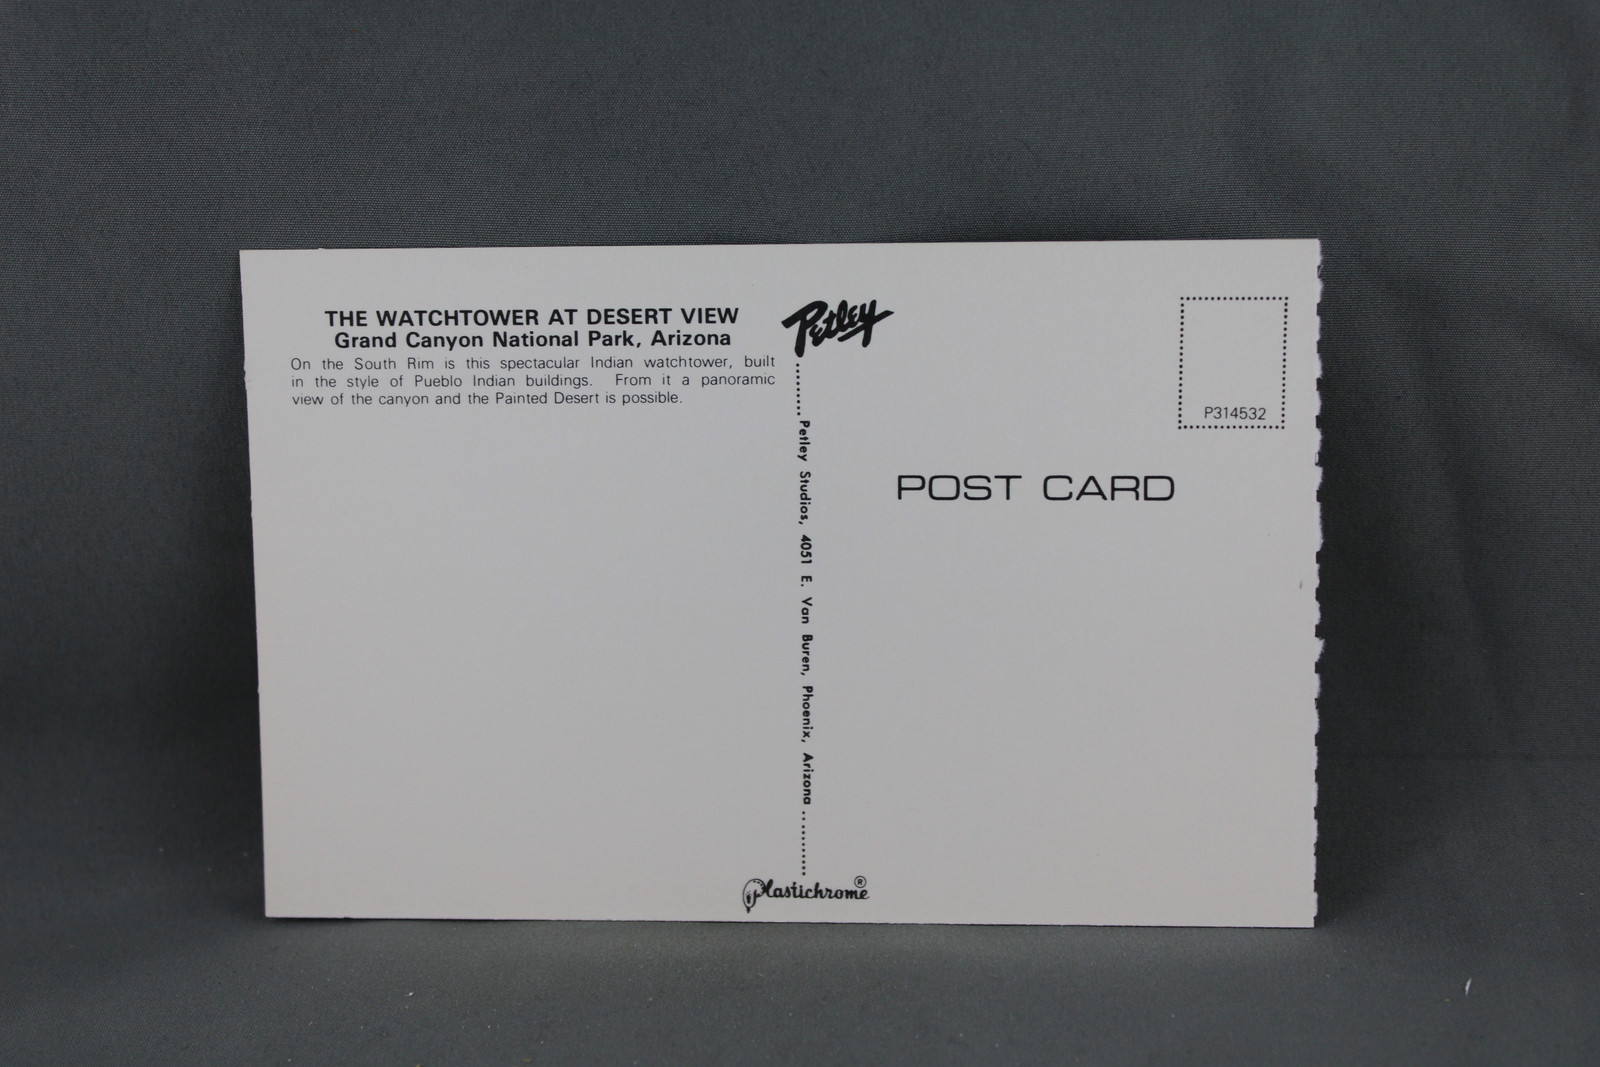 THE WATCHTOWER AT DESERT VIEW
Grand Canyon National Park, Arizona
On the South Rim is this spectacular Indian watchtower, built
in the style of Pueblo Indian buildings. From it a panoramic
view of the canyon and the Painted Desert is possible.
Petley
Petley Studios, 4051 E. Van Buren, Phoenix, Arizona
Plastichrome®
P314532
POST CARD